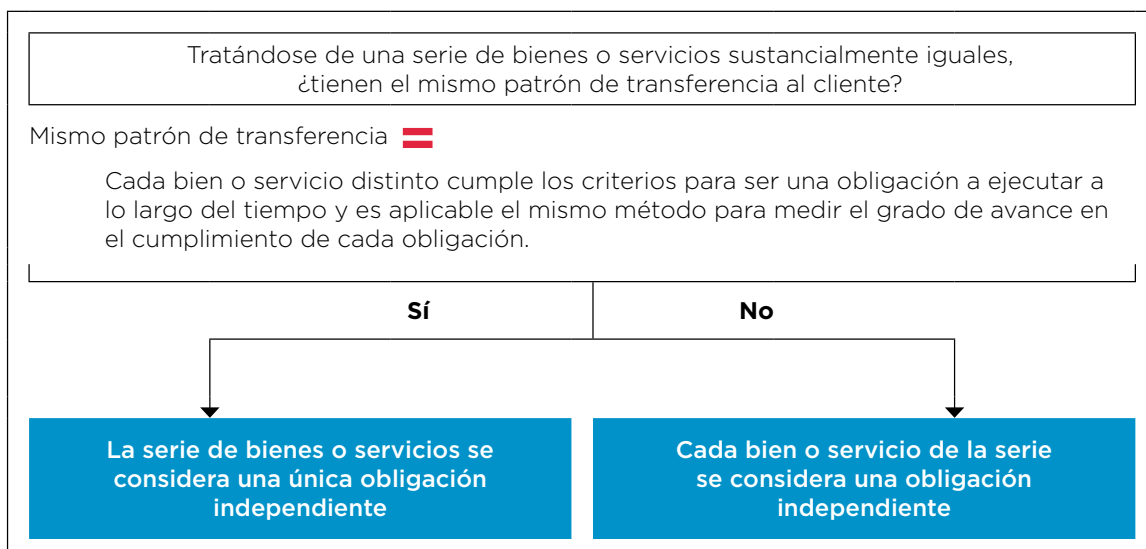 Tratándose de una serie de bienes o servicios sustancialmente iguales,
¿tienen el mismo patrón de transferencia al cliente?
Mismo patrón de transferencia =
Cada bien o servicio distinto cumple los criterios para ser una obligación a ejecutar a
lo largo del tiempo y es aplicable el mismo método para medir el grado de avance en
el cumplimiento de cada obligación.
Sí
No
La serie de bienes o servicios se
considera una única obligación
independiente
Cada bien o servicio de la serie
se considera una obligación
independiente